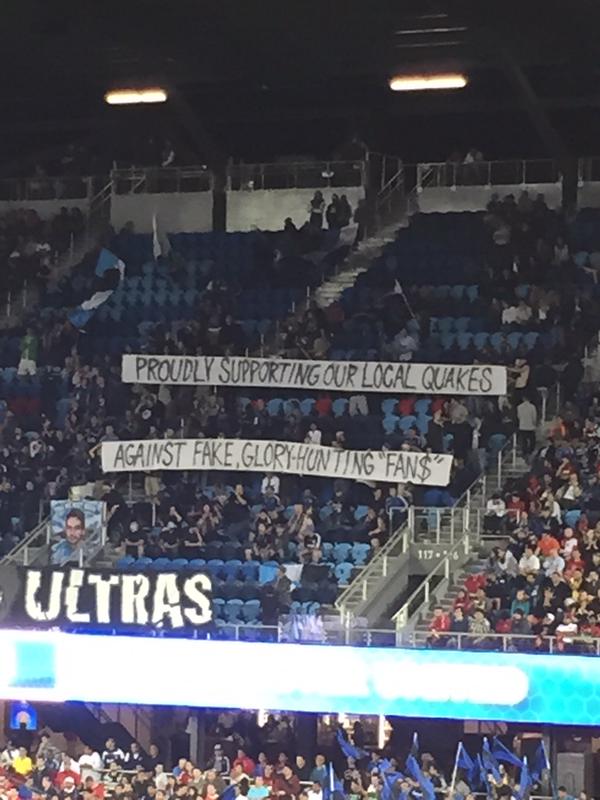 PROUDLY SUPPORTING OUR LOCAL QUAKES
AGAINST FAKE, GLORY-HUNTING "FAN$"
ULTRAS